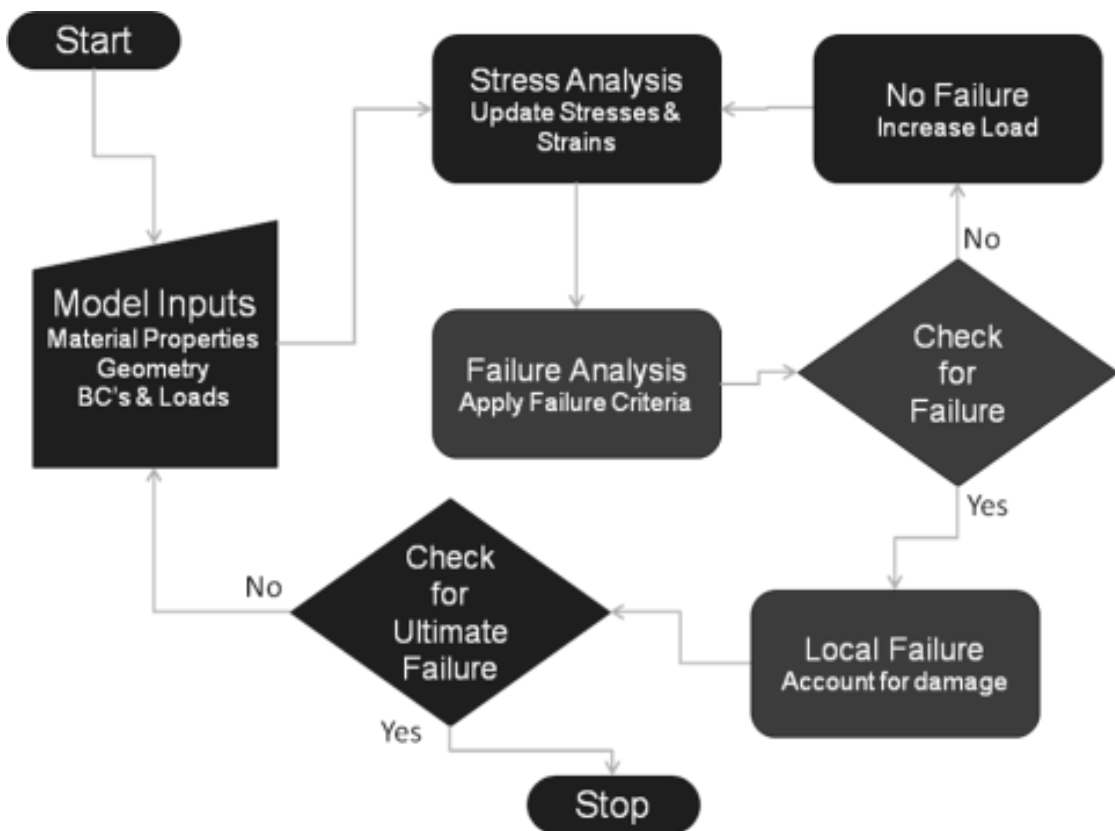 Start
Stress Analysis
Update Stresses &
Strains
No Failure
Increase Load
No
Model Inputs
Material Properties
Geometry
BC's & Loads
Failure Analysis
Apply Failure Criteria
Check
for
Failure
Yes
Check
for
Ultimate
Failure
No
Local Failure
Account for damage
Yes
Stop